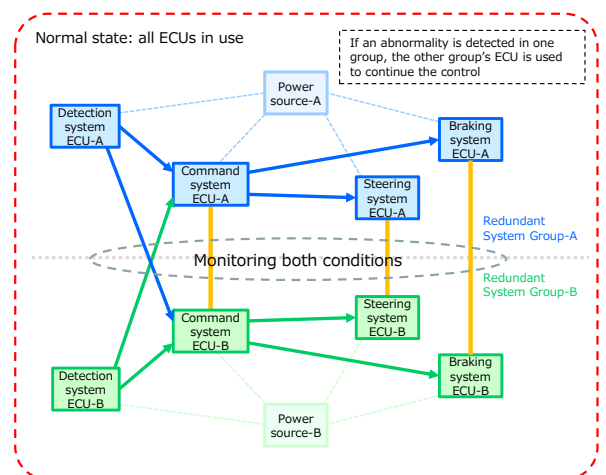 Normal state: all ECUs in use
If an abnormality is detected in one
group, the other group's ECU is used
to continue the control
Power
source-A
Detection
system
ECU-A
Braking
system
ECU-A
Command
system
ECU-A
Steering
system
ECU-A
Redundant
System Group-A
Monitoring both conditions
Redundant
System Group-B
Steering
system
ECU-B
Command
system
ECU-B
Braking
system
ECU-B
Detection
system
ECU-B
Power
source-B